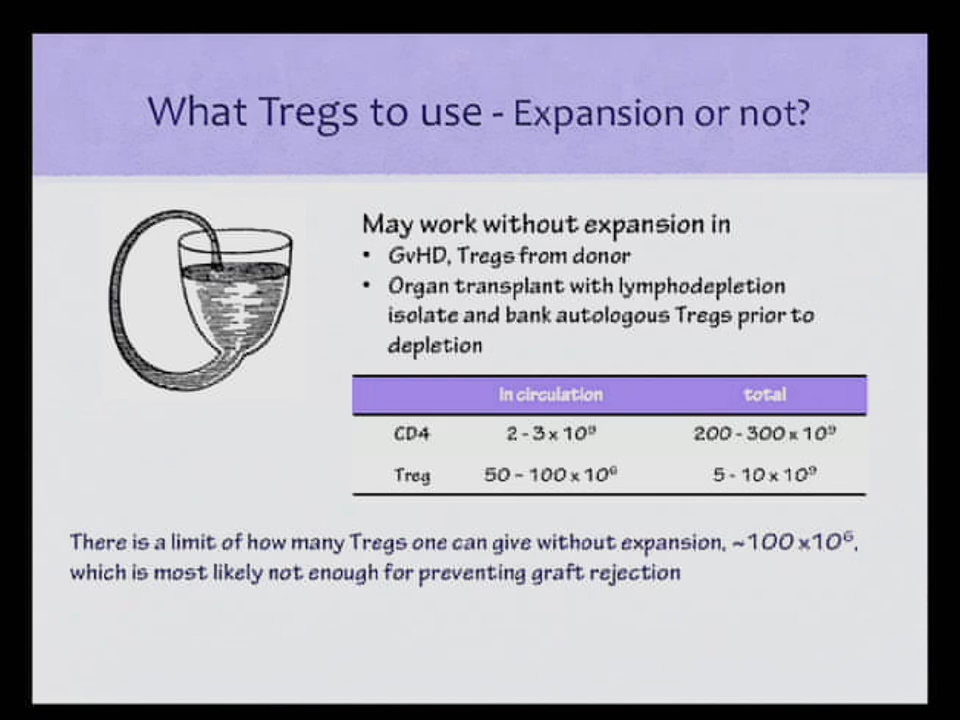 What Tregs to use - Expansion or not?
May work without expansion in
• GvHD, Tregs from donor
• Organ transplant with lymphodepletion
isolate and bank autologous Tregs prior to
depletion
in circulation total
CD4 2 - 3 x 10⁹ 200 - 300 x 10⁹
Treg 50 - 100 x 10⁶ 5 - 10 x 10⁹
There is a limit of how many Tregs one can give without expansion, ~100 x10⁶,
which is most likely not enough for preventing graft rejection